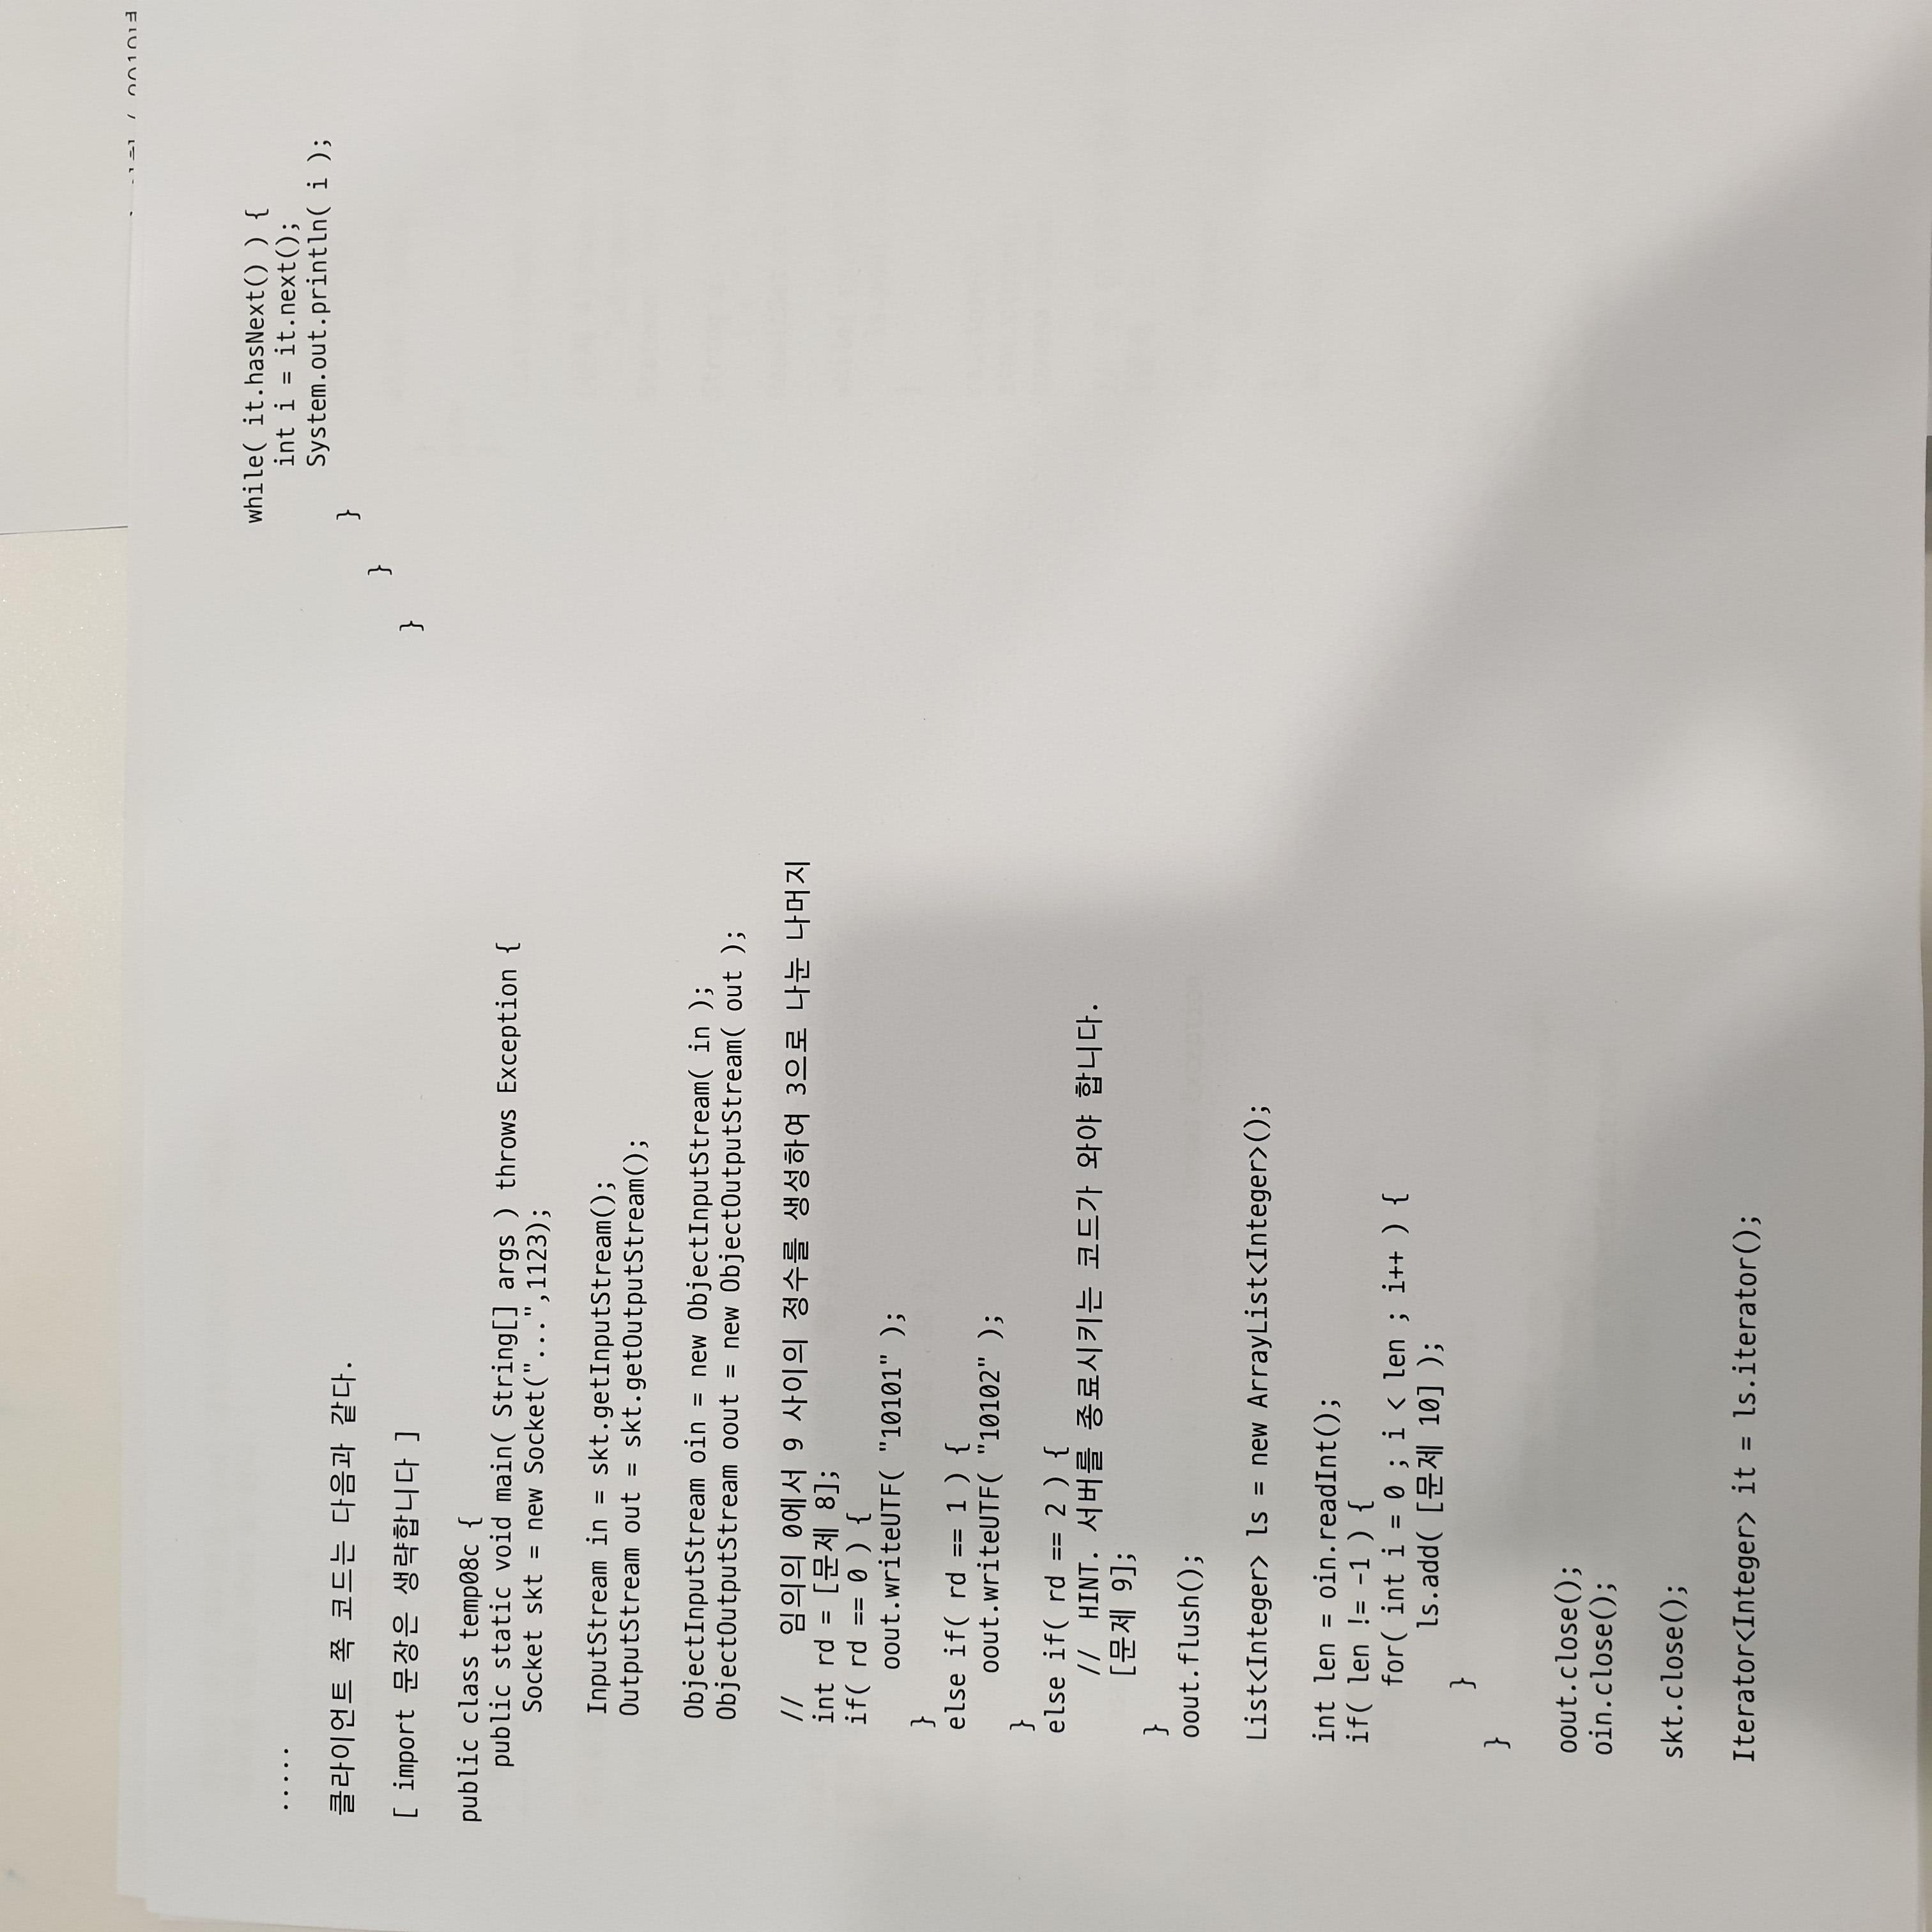 .....
클라이언트 쪽 코드는 다음과 같다.
[ import 문장은 생략합니다 ]
public class temp08c {
    public static void main( String[] args ) throws Exception {
        Socket skt = new Socket("...",1123);
        InputStream in = skt.getInputStream();
        OutputStream out = skt.getOutputStream();
        ObjectInputStream oin = new ObjectInputStream( in );
        ObjectOutputStream oout = new ObjectOutputStream( out );
        //    임의의 0에서 9 사이의 정수를 생성하여 3으로 나눈 나머지
        int rd = [문제 8];
        if( rd == 0 ) {
            oout.writeUTF( "10101" );
        }
        else if( rd == 1 ) {
            oout.writeUTF( "10102" );
        }
        else if( rd == 2 ) {
            //  HINT. 서버를 종료시키는 코드가 와야 합니다.
            [문제 9];
        }
        oout.flush();
        List<Integer> ls = new ArrayList<Integer>();
        int len = oin.readInt();
        if( len != -1 ) {
            for( int i = 0 ; i < len ; i++ ) {
                ls.add( [문제 10] );
            }
        }
        oout.close();
        oin.close();
        skt.close();
        Iterator<Integer> it = ls.iterator();
        while( it.hasNext() ) {
            int i = it.next();
            System.out.println( i );
        }
    }
}